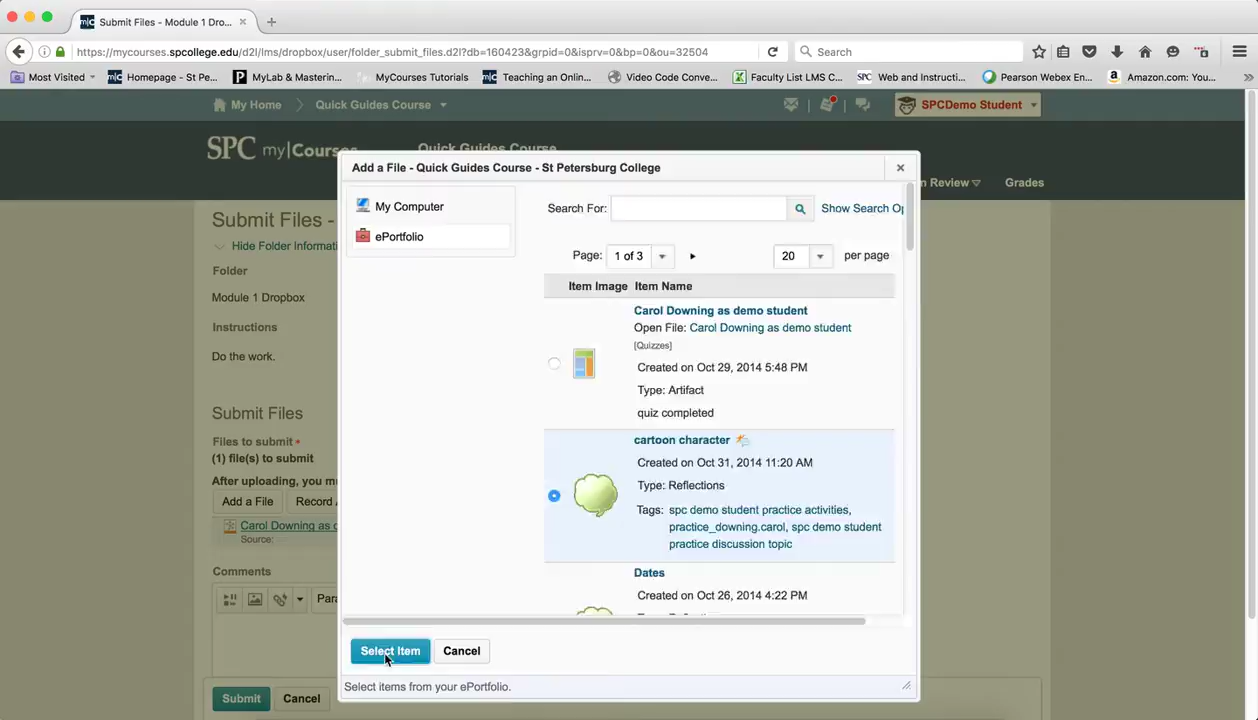 Submit Files - Module 1 Dro...
https://mycourses.spcollege.edu/d2l/lms/dropbox/user/folder_submit_files.d2l?db=160423&grpid=0&isprv=0&bp=0&ou=32504
Search
Most Visited
Homepage - St Pe...
MyLab & Masterin...
MyCourses Tutorials
Teaching an Onlin...
Video Code Conve...
Faculty List LMS C...
Web and Instructi...
Pearson Webex En...
Amazon.com: You...
My Home
Quick Guides Course
SPCDemo Student
SPC my|Courses
Quick Guides Course
Review
Grades
Submit Files -
Hide Folder Informati
Folder
Module 1 Dropbox
Instructions
Do the work.
Submit Files
Files to submit *
(1) file(s) to submit
After uploading, you mu
Add a File
Record A
Carol Downing as d
Source:
Comments
Para
Submit
Cancel
Add a File - Quick Guides Course - St Petersburg College
My Computer
ePortfolio
Search For:
Show Search Op
Page: 1 of 3
20 per page
Item Image Item Name
Carol Downing as demo student
Open File: Carol Downing as demo student
[Quizzes]
Created on Oct 29, 2014 5:48 PM
Type: Artifact
quiz completed
cartoon character
Created on Oct 31, 2014 11:20 AM
Type: Reflections
Tags: spc demo student practice activities,
practice_downing.carol, spc demo student
practice discussion topic
Dates
Created on Oct 26, 2014 4:22 PM
Select Item
Cancel
Select items from your ePortfolio.